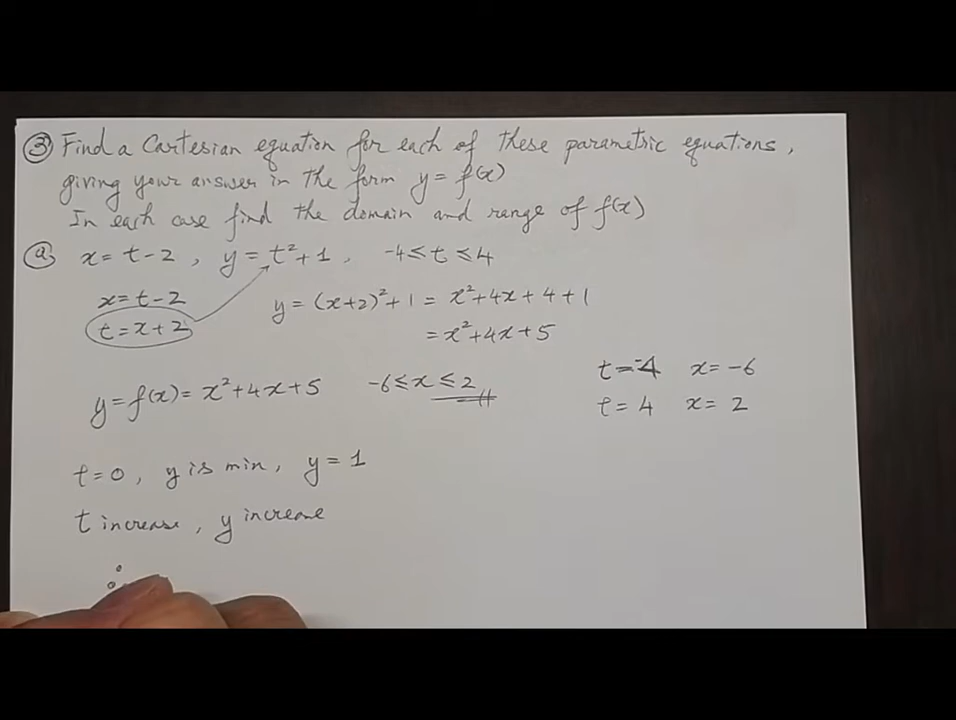 ③ Find a Cartesian equation for each of these parametric equations,
giving your answer in the form y = f(x)
In each case find the domain and range of f(x)
ⓐ x = t-2 , y = t²+1 , -4 ≤ t ≤ 4
x = t-2
t = x+2
y = (x+2)²+1 = x²+4x+4+1
= x²+4x+5
t = -4 x = -6
t = 4 x = 2
y = f(x) = x²+4x+5 -6 ≤ x ≤ 2
t = 0 , y is min , y = 1
t increase , y increase
∴